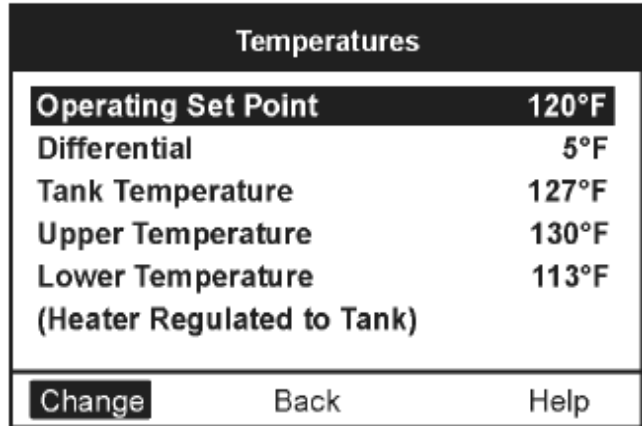 Temperatures
Operating Set Point 120°F
Differential 5°F
Tank Temperature 127°F
Upper Temperature 130°F
Lower Temperature 113°F
(Heater Regulated to Tank)
Change Back Help